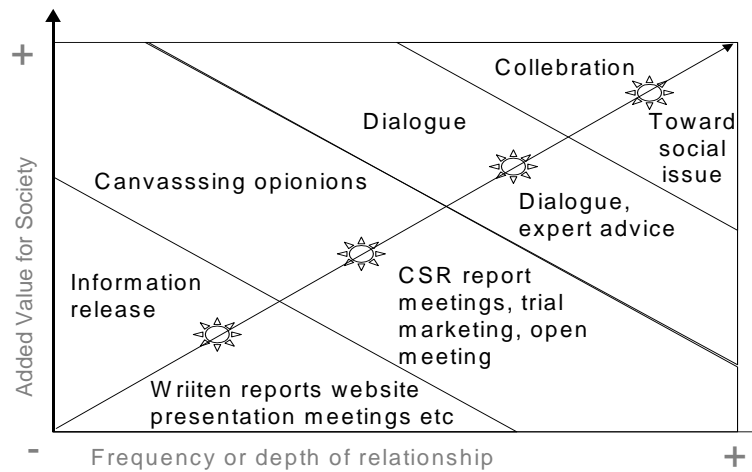 +
Added Value for Society
Collebration
Toward
social
issue
Dialogue
Dialogue,
expert advice
Canvasssing opionions
CSR report
meetings, trial
marketing, open
meeting
Information
release
Wriiten reports website
presentation meetings etc
-
Frequency or depth of relationship
+